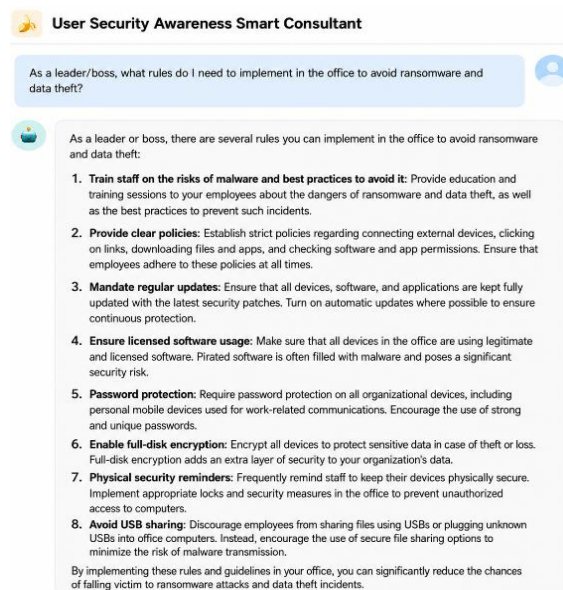 User Security Awareness Smart Consultant
As a leader/boss, what rules do I need to implement in the office to avoid ransomware and
data theft?
As a leader or boss, there are several rules you can implement in the office to avoid ransomware
and data theft:
1. Train staff on the risks of malware and best practices to avoid it: Provide education and
training sessions to your employees about the dangers of ransomware and data theft, as well
as the best practices to prevent such incidents.
2. Provide clear policies: Establish strict policies regarding connecting external devices, clicking
on links, downloading files and apps, and checking software and app permissions. Ensure that
employees adhere to these policies at all times.
3. Mandate regular updates: Ensure that all devices, software, and applications are kept fully
updated with the latest security patches. Turn on automatic updates where possible to ensure
continuous protection.
4. Ensure licensed software usage: Make sure that all devices in the office are using legitimate
and licensed software. Pirated software is often filled with malware and poses a significant
security risk.
5. Password protection: Require password protection on all organizational devices, including
personal mobile devices used for work-related communications. Encourage the use of strong
and unique passwords.
6. Enable full-disk encryption: Encrypt all devices to protect sensitive data in case of theft or loss.
Full-disk encryption adds an extra layer of security to your organization's data.
7. Physical security reminders: Frequently remind staff to keep their devices physically secure.
Implement appropriate locks and security measures in the office to prevent unauthorized
access to computers.
8. Avoid USB sharing: Discourage employees from sharing files using USBs or plugging unknown
USBs into office computers. Instead, encourage the use of secure file sharing options to
minimize the risk of malware transmission.
By implementing these rules and guidelines in your office, you can significantly reduce the chances
of falling victim to ransomware attacks and data theft incidents.